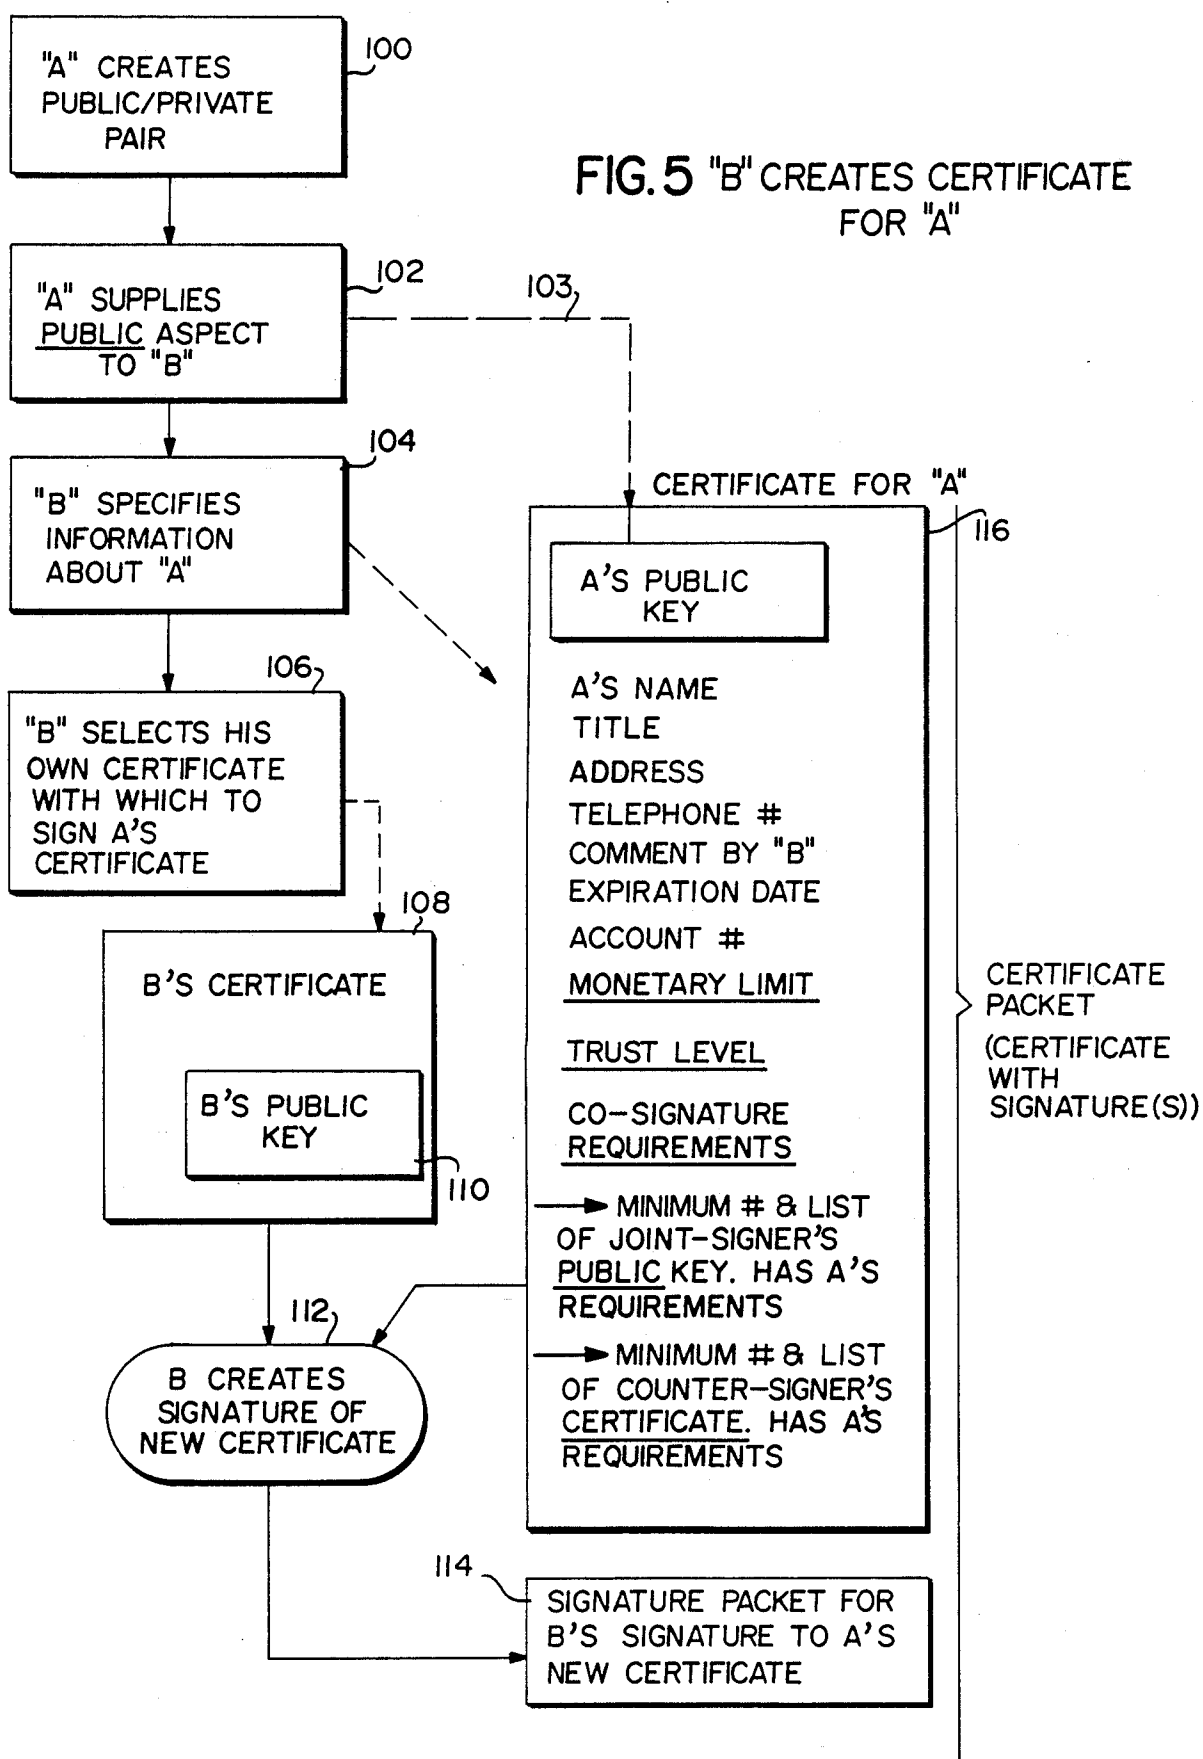 "A" CREATES
PUBLIC/PRIVATE
PAIR
100
FIG. 5 "B" CREATES CERTIFICATE
FOR "A"
"A" SUPPLIES
PUBLIC ASPECT
TO "B"
102
103
"B" SPECIFIES
INFORMATION
ABOUT "A"
104
"B" SELECTS HIS
OWN CERTIFICATE
WITH WHICH TO
SIGN A'S
CERTIFICATE
106
108
B'S CERTIFICATE
B'S PUBLIC
KEY
110
112
B CREATES
SIGNATURE OF
NEW CERTIFICATE
CERTIFICATE FOR "A"
116
A'S PUBLIC
KEY
A'S NAME
TITLE
ADDRESS
TELEPHONE #
COMMENT BY "B"
EXPIRATION DATE
ACCOUNT #
MONETARY LIMIT
TRUST LEVEL
CO-SIGNATURE
REQUIREMENTS
MINIMUM # & LIST
OF JOINT-SIGNER'S
PUBLIC KEY. HAS A'S
REQUIREMENTS
MINIMUM # & LIST
OF COUNTER-SIGNER'S
CERTIFICATE. HAS A'S
REQUIREMENTS
CERTIFICATE
PACKET
(CERTIFICATE
WITH
SIGNATURE(S))
114
SIGNATURE PACKET FOR
B'S SIGNATURE TO A'S
NEW CERTIFICATE